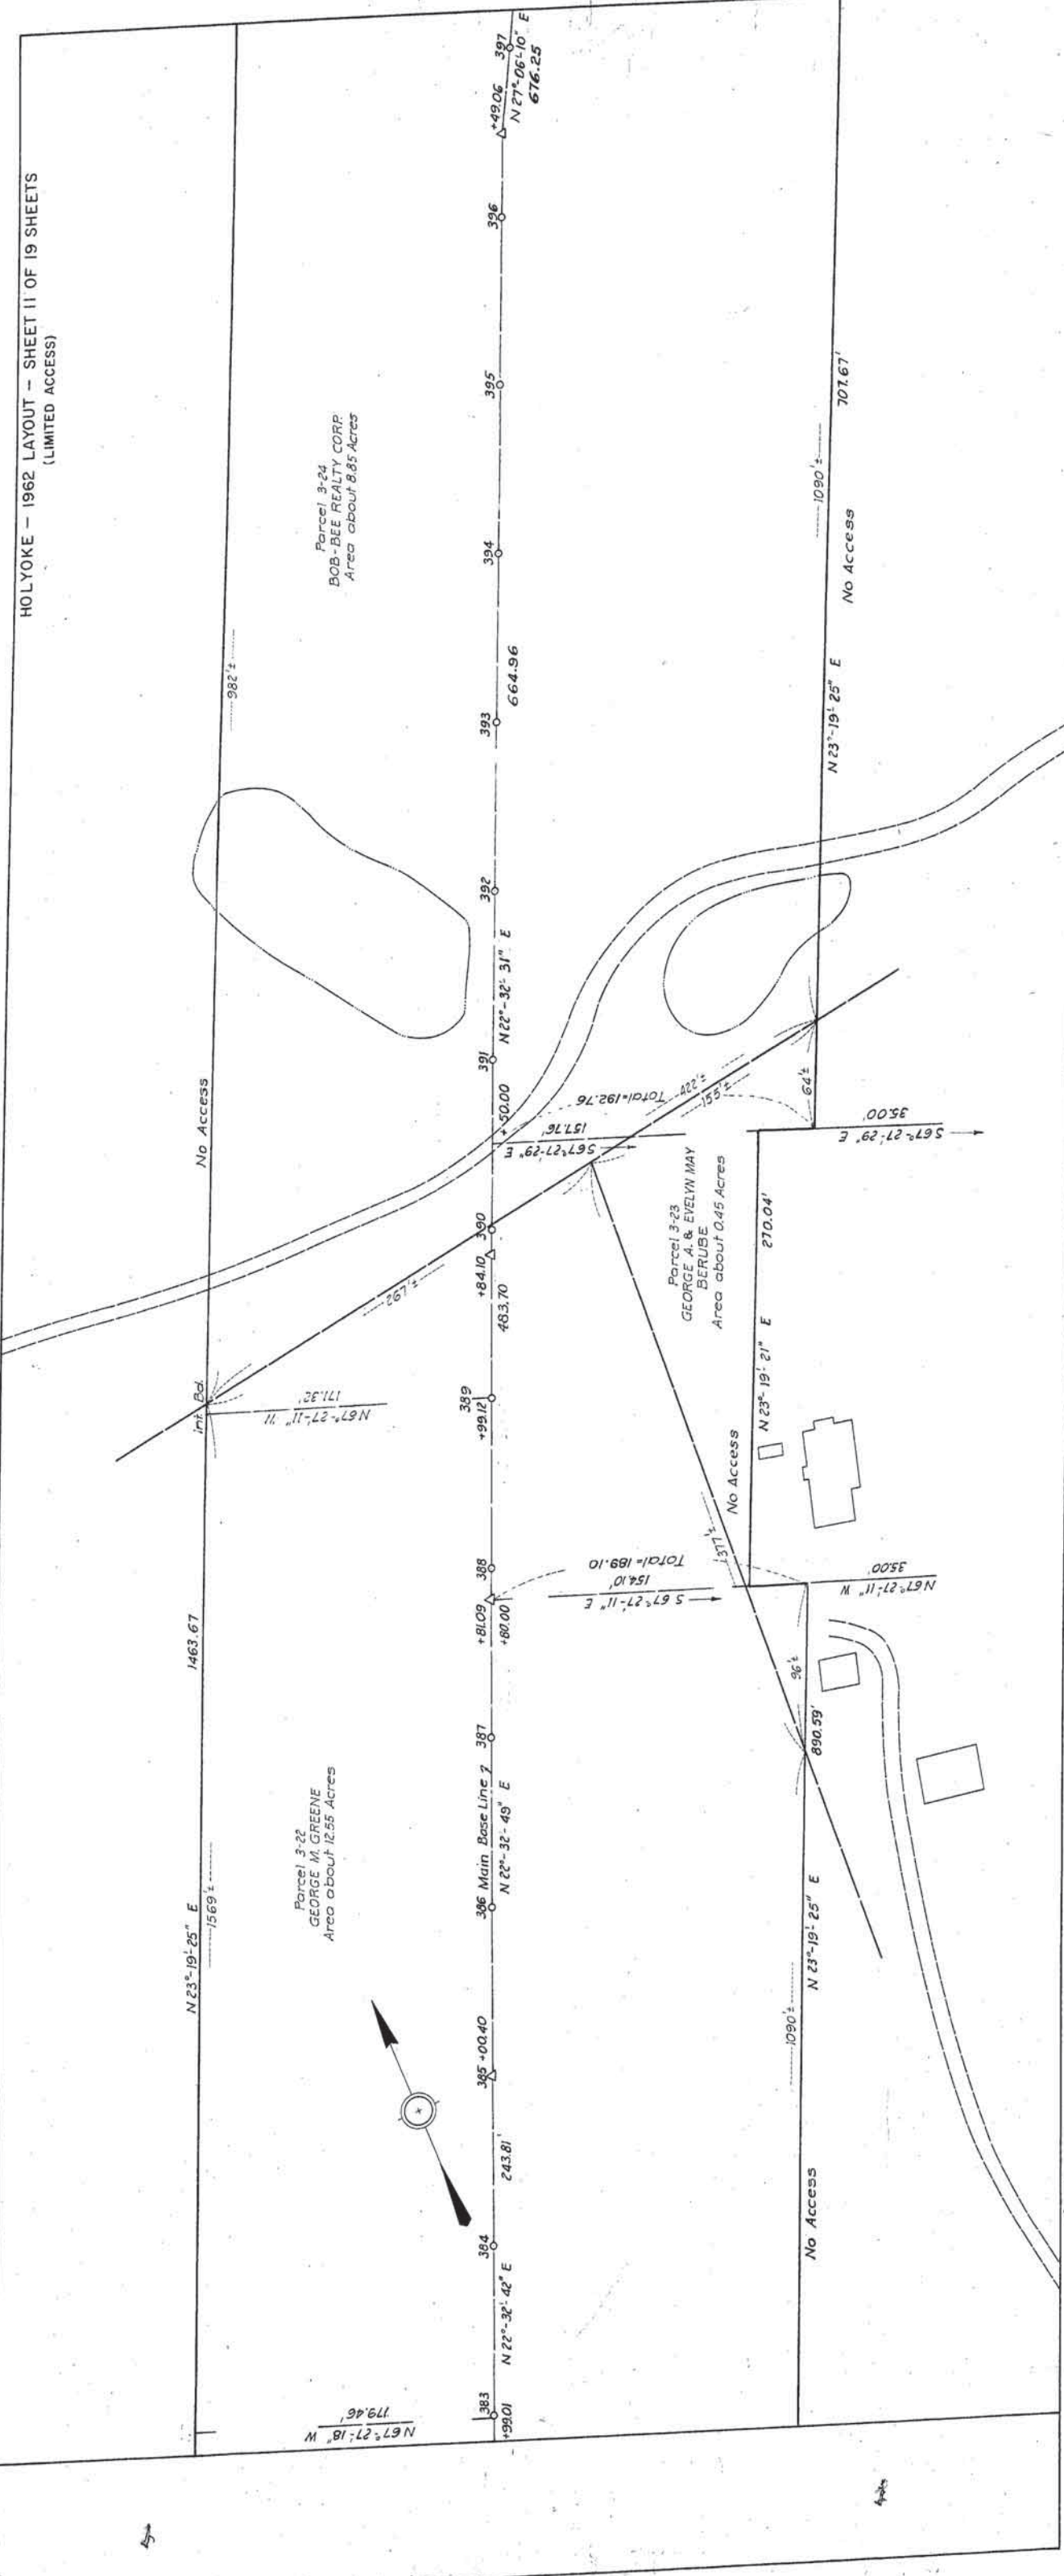 HOLYOKE – 1962 LAYOUT – SHEET 11 OF 19 SHEETS
(LIMITED ACCESS)
N 67°-27'-18" W
179.46'
N 23°-19'-25" E
1569'±
1463.67
No Access
int. Bd.
N 67°-27'-11" W
171.32'
982'±
Parcel 3-22
GEORGE M. GREENE
Area about 12.55 Acres
Parcel 3-24
BOB-BEE REALTY CORP.
Area about 8.85 Acres
267'±
383
+99.01
N 22°-32'-42" E
384
243.81'
385 +00.40
386 Main Base Line
N 22°-32'-49" E
387
+81.09
+80.00
388
389
+99.12
483.70
+84.10
390
+50.00
391
N 22°-32'-31" E
392
393
664.96
394
395
396
+49.06
397
N 27°-06'-10" E
676.25
S 67°-27'-11" E
154.10'
Total=189.10
S 67°-27'-29" E
157.76'
Total=192.76
422'±
155'±
64'±
Parcel 3-23
GEORGE A. & EVELYN MAY
BERUBE
Area about 0.45 Acres
377'±
No Access
N 23°-19'-21" E
270.04'
S 67°-27'-29" E
35.00'
N 67°-27'-11" W
35.00'
96'±
890.59'
No Access
1090'±
N 23°-19'-25" E
N 23°-19'-25" E
No Access
1090'±
707.67'